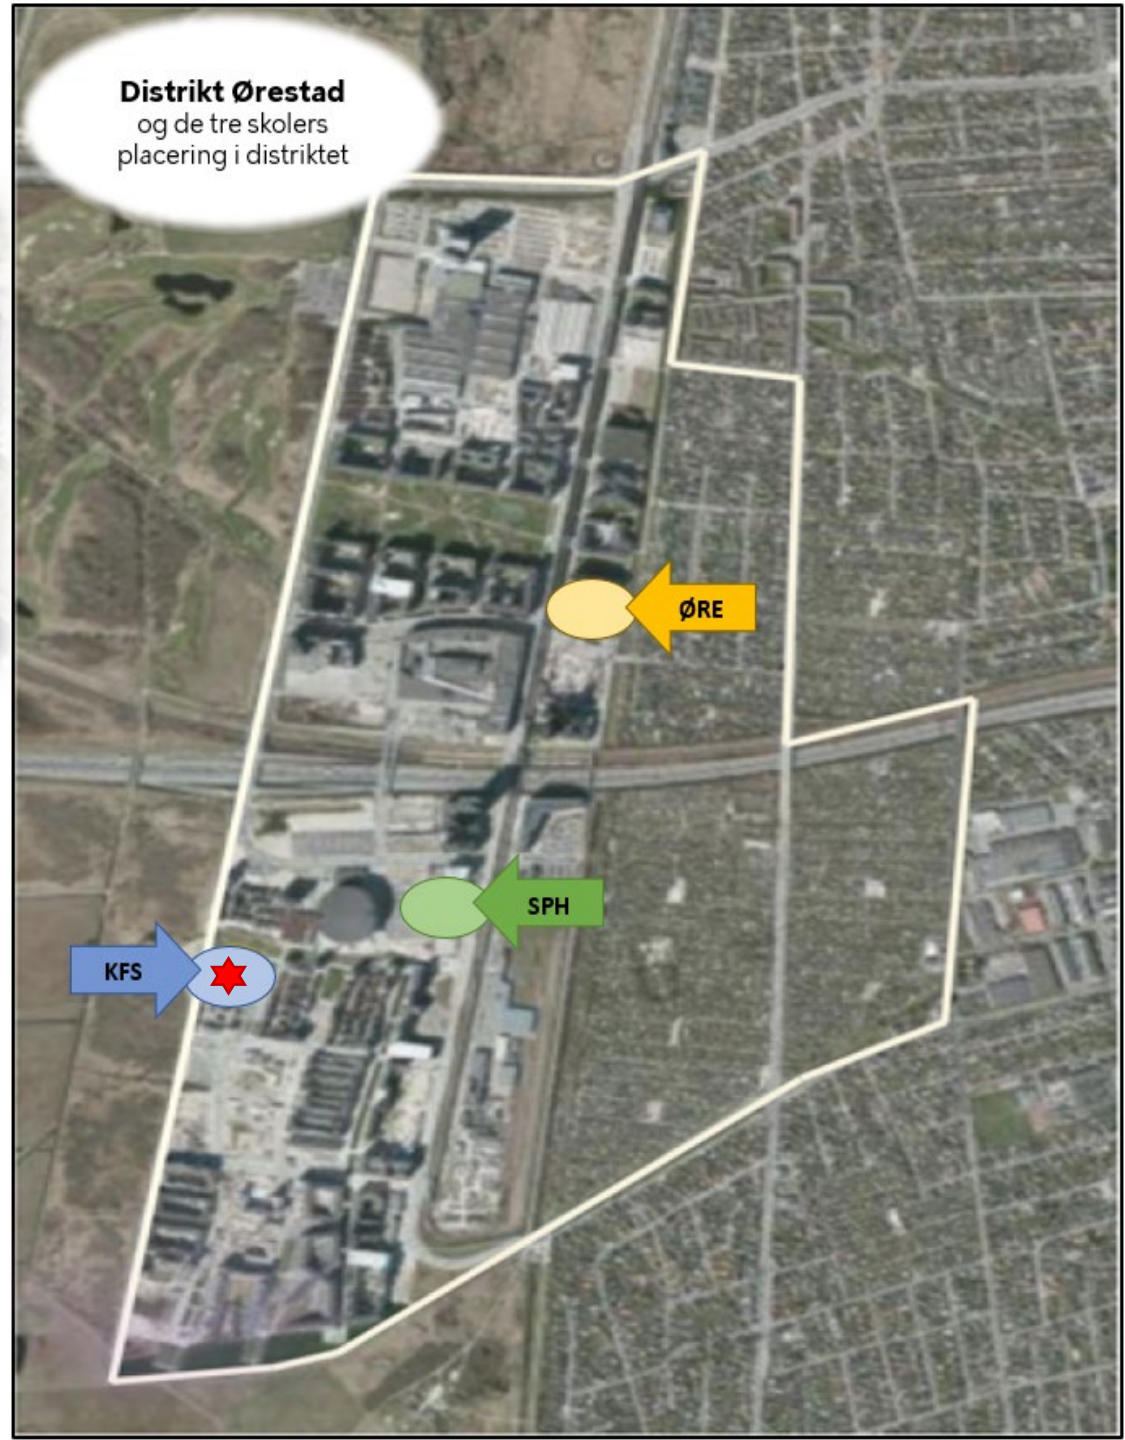 Distrikt Ørestad
og de tre skolers
placering i distriktet
ØRE
SPH
KFS